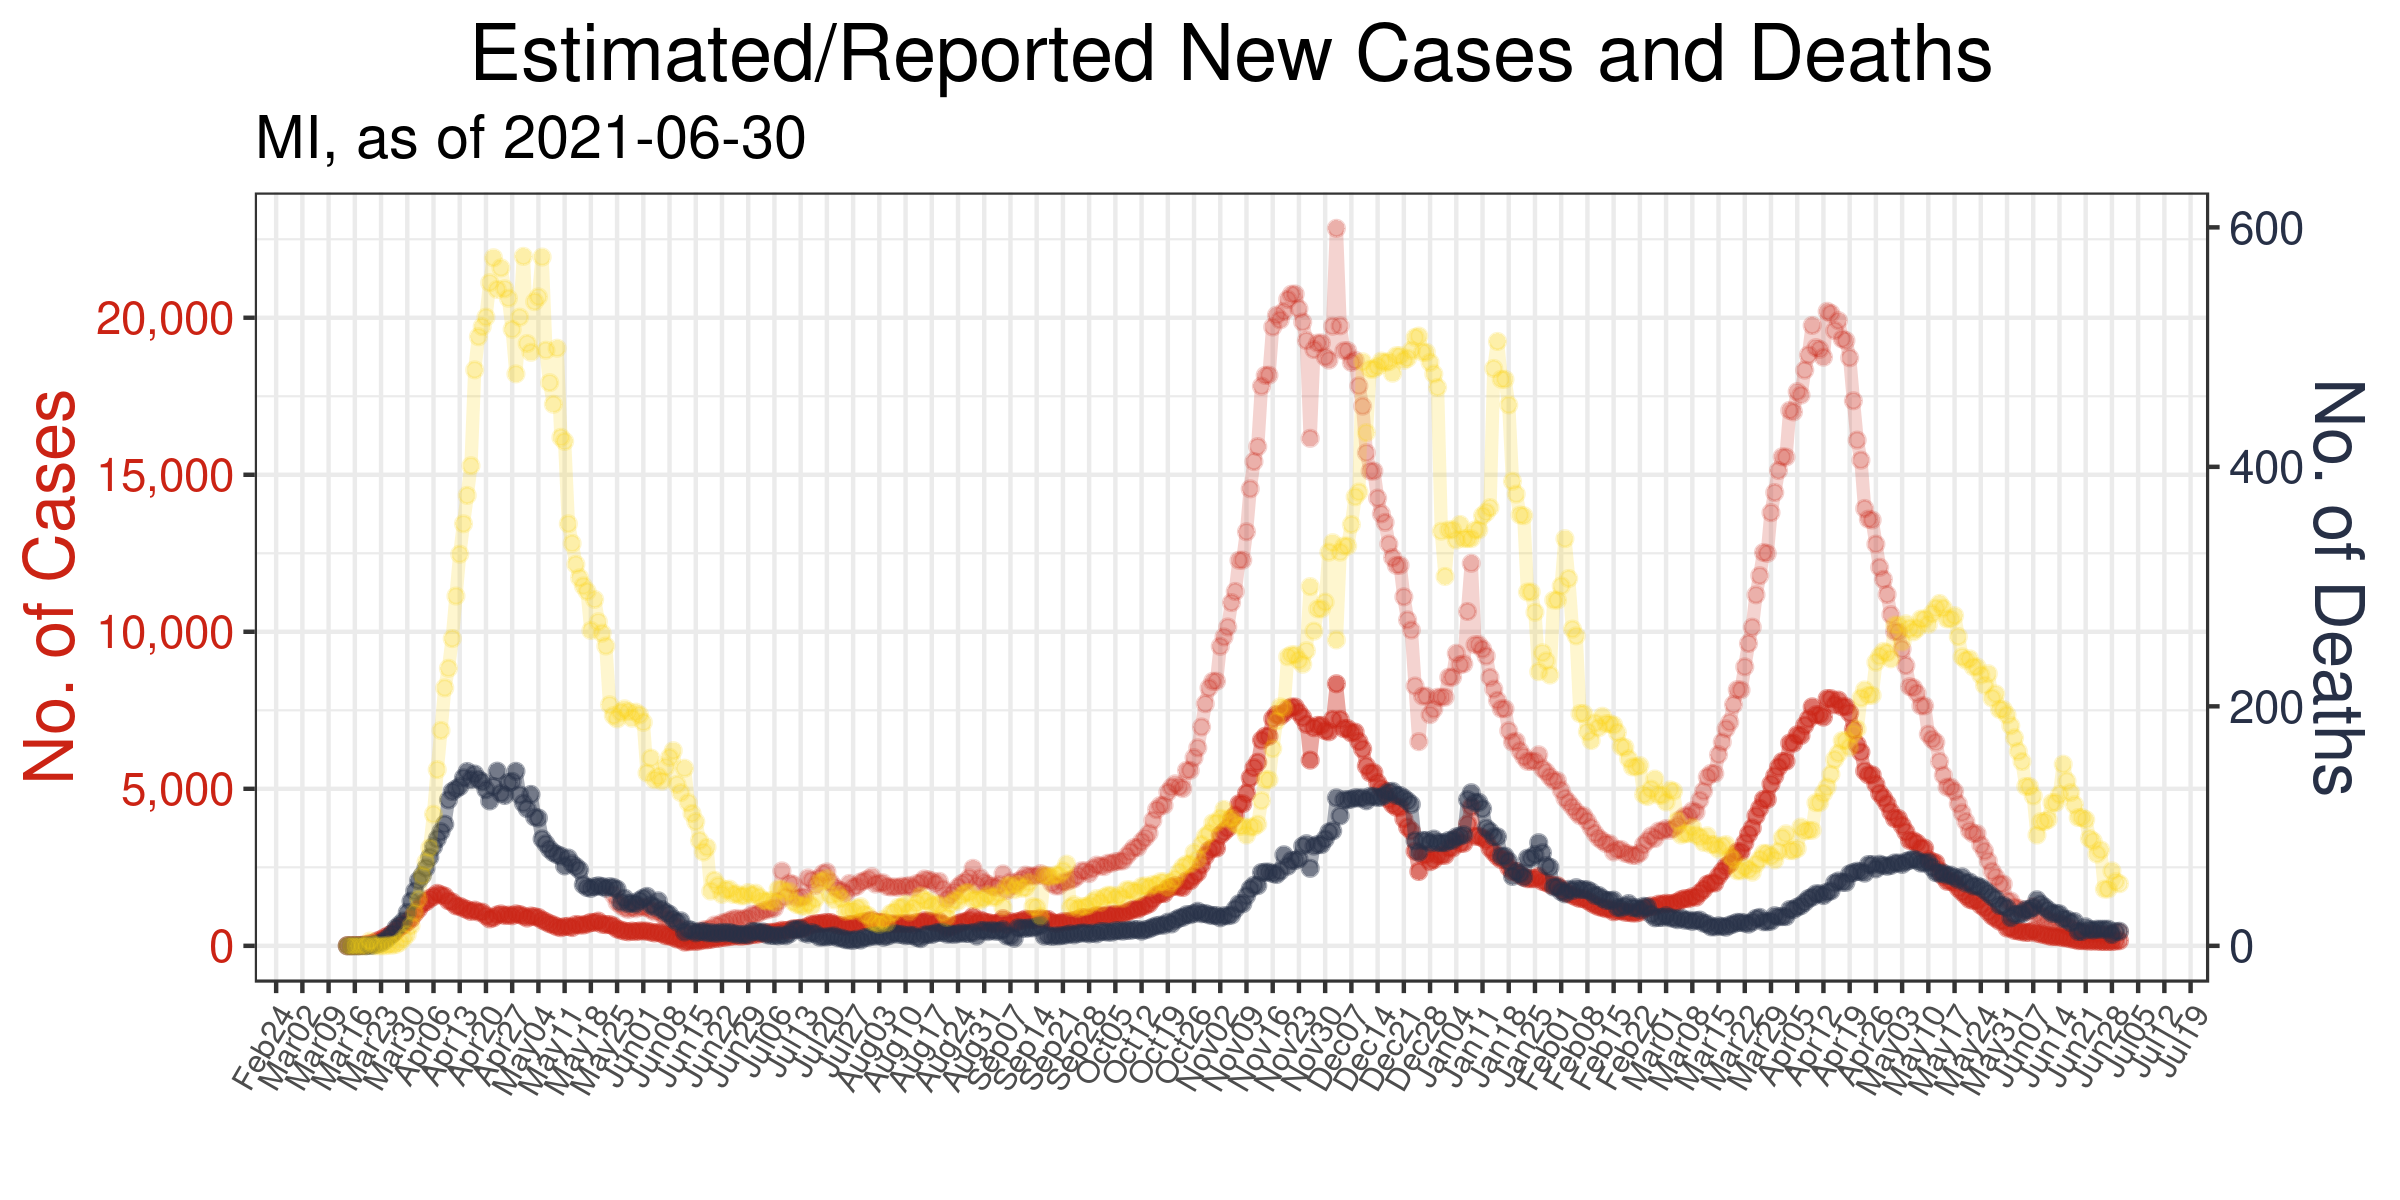 Estimated/Reported New Cases and Deaths
MI, as of 2021-06-30
No. of Cases
20,000
15,000
10,000
5,000
0
600
400
200
0
No. of Deaths
Feb24
Mar02
Mar09
Mar16
Mar23
Mar30
Apr06
Apr13
Apr20
Apr27
May04
May11
May18
May25
Jun01
Jun08
Jun15
Jun22
Jun29
Jul06
Jul13
Jul20
Jul27
Aug03
Aug10
Aug17
Aug24
Aug31
Sep07
Sep14
Sep21
Sep28
Oct05
Oct12
Oct19
Oct26
Nov02
Nov09
Nov16
Nov23
Nov30
Dec07
Dec14
Dec21
Dec28
Jan04
Jan11
Jan18
Jan25
Feb01
Feb08
Feb15
Feb22
Mar01
Mar08
Mar15
Mar22
Mar29
Apr05
Apr12
Apr19
Apr26
May03
May10
May17
May24
May31
Jun07
Jun14
Jun21
Jun28
Jul05
Jul12
Jul19